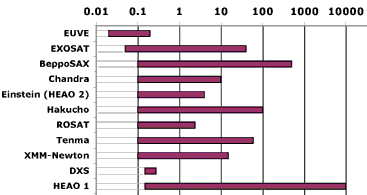 0.01 0.1 1 10 100 1000 10000
EUVE
EXOSAT
BeppoSAX
Chandra
Einstein (HEAO 2)
Hakucho
ROSAT
Tenma
XMM-Newton
DXS
HEAO 1